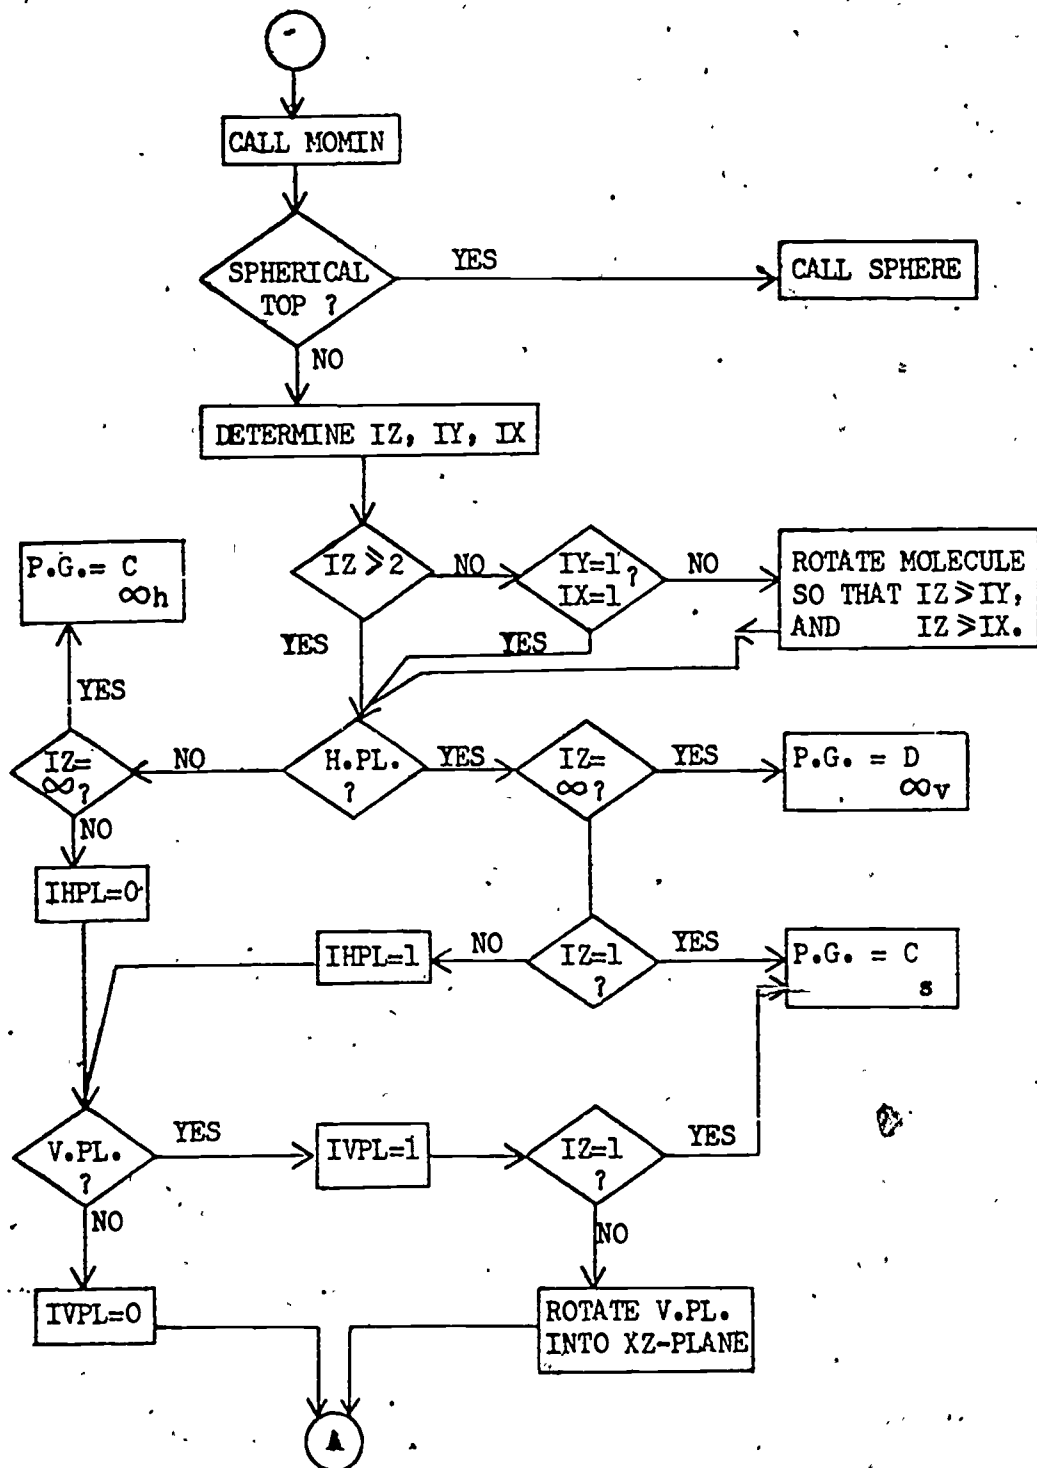 CALL MOMIN
SPHERICAL
TOP ?
YES
CALL SPHERE
NO
DETERMINE IZ, IY, IX
P.G.= C
∞h
IZ ⩾ 2
NO
IY=1
?
IX=1
NO
ROTATE MOLECULE
SO THAT IZ ⩾ IY,
AND IZ ⩾ IX.
YES
YES
YES
IZ=
∞ ?
NO
H.PL.
?
YES
IZ=
∞ ?
YES
P.G. = D
∞v
NO
IHPL=0
IHPL=1
NO
IZ=1
?
YES
P.G. = C
s
V.PL.
?
YES
IVPL=1
IZ=1
?
YES
NO
NO
IVPL=0
ROTATE V.PL.
INTO XZ-PLANE
A